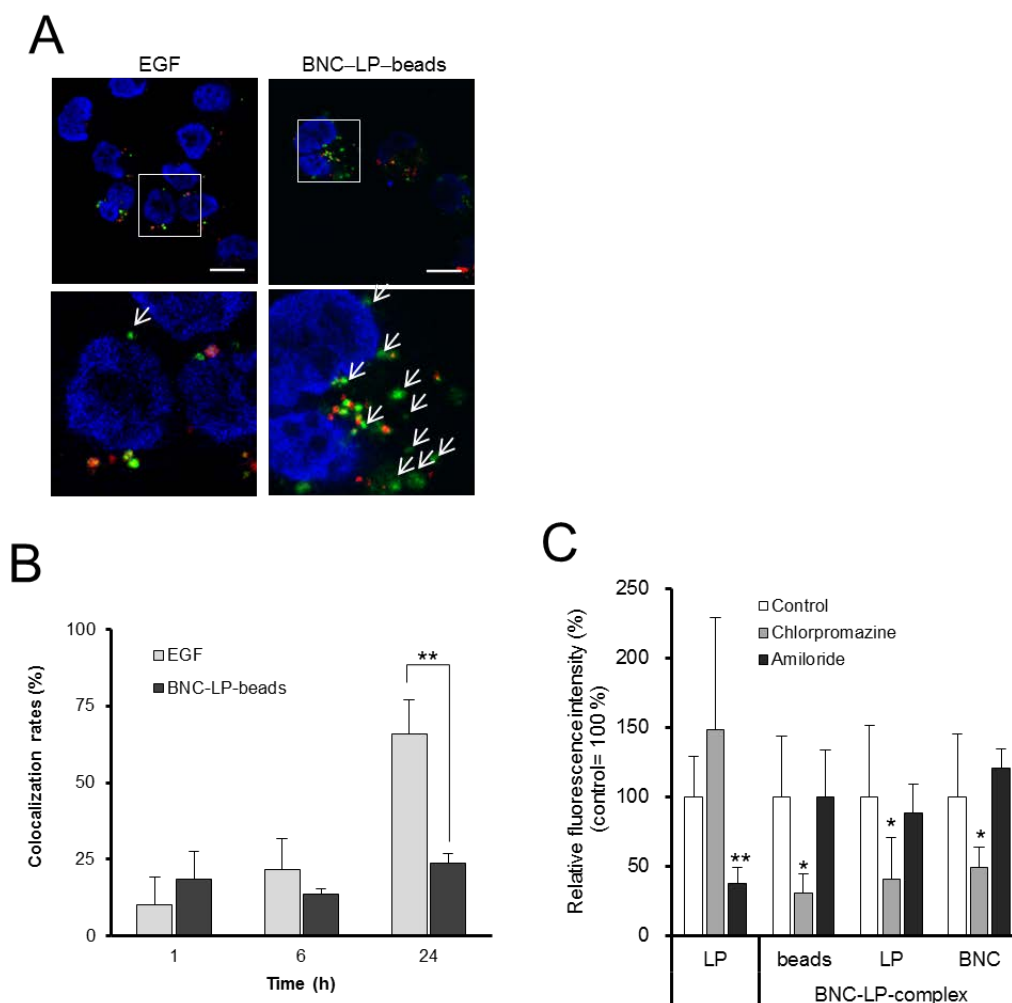 A
EGF
BNC–LP–beads
B
Colocalization rates (%)
100
75
50
25
0
EGF
BNC-LP-beads
**
1
6
24
Time (h)
C
Relative fluorescence intensity (%)
(control= 100 %)
250
200
150
100
50
0
Control
Chlorpromazine
Amiloride
**
*
*
*
LP
beads
LP
BNC
BNC-LP-complex